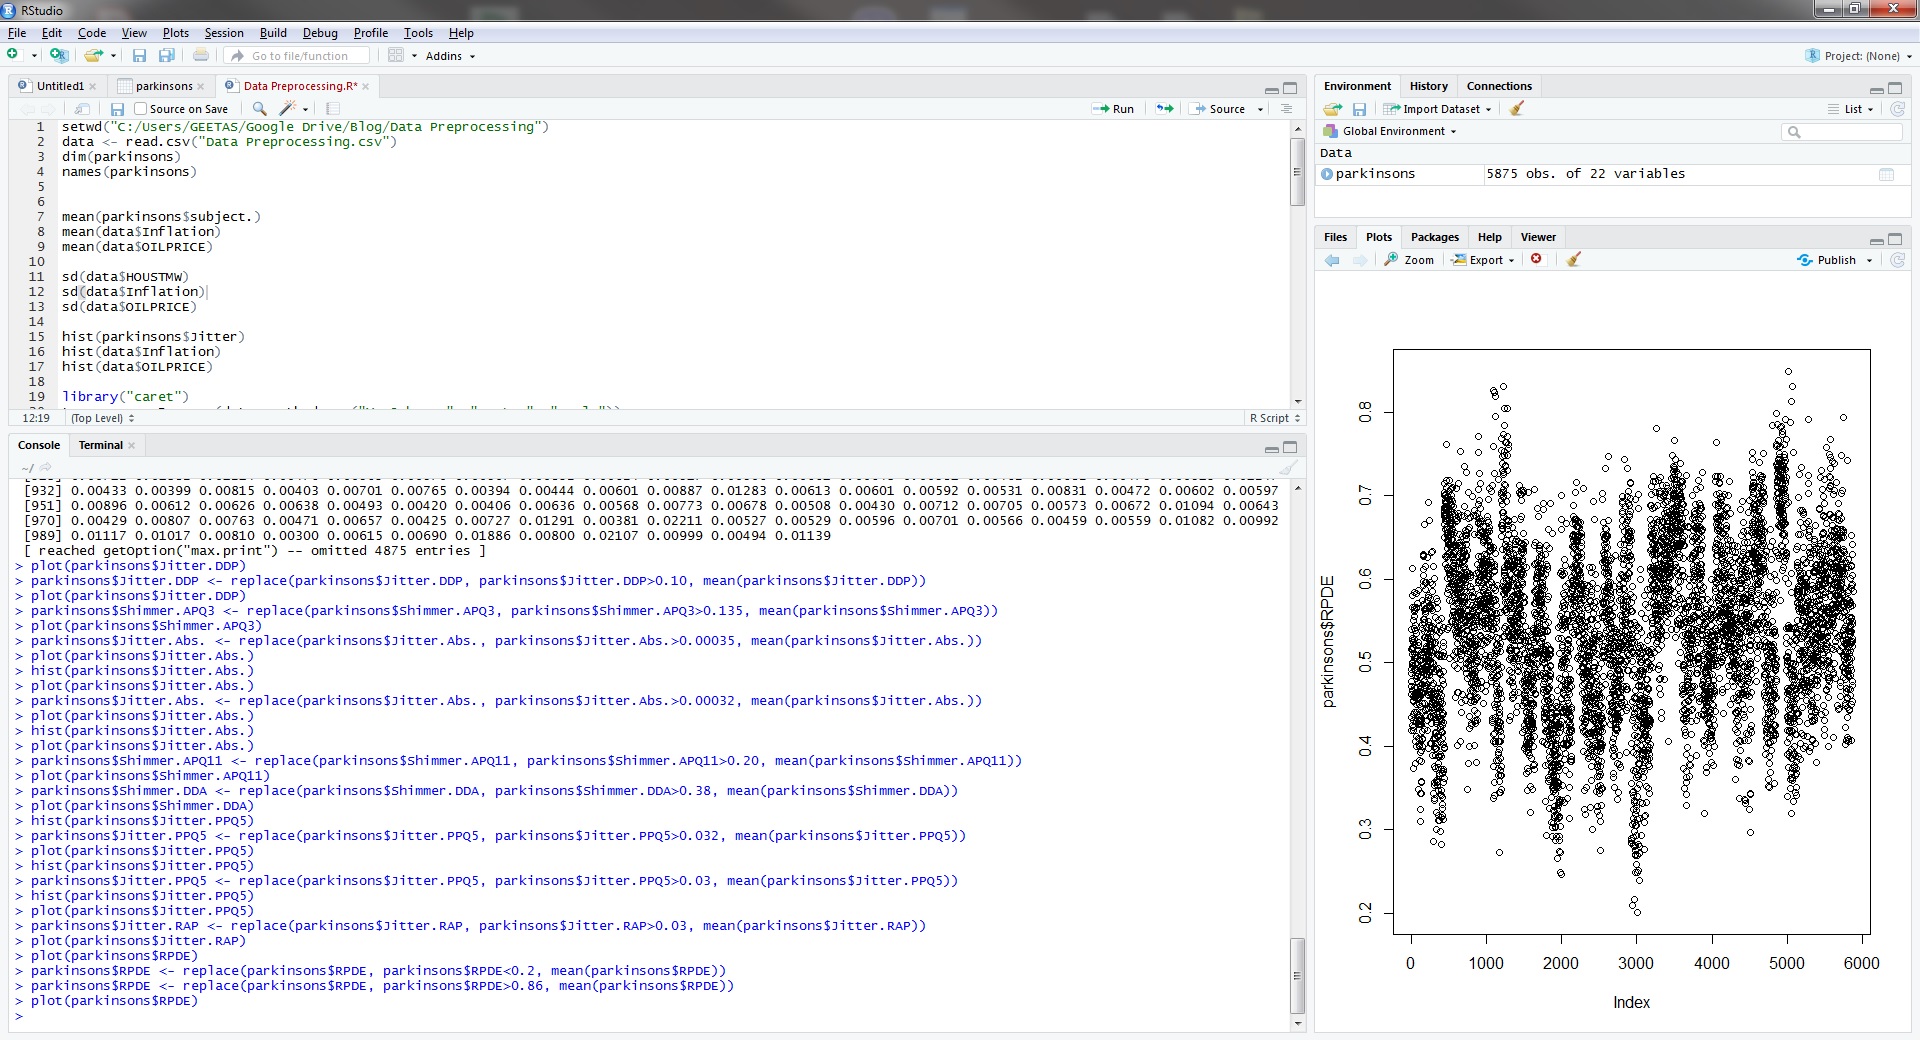 RStudio
File Edit Code View Plots Session Build Debug Profile Tools Help
Go to file/function Addins Project: (None)
Untitled1 parkinsons Data Preprocessing.R*
Source on Save Run Source
1 setwd("C:/Users/GEETAS/Google Drive/Blog/Data Preprocessing")
2 data <- read.csv("Data Preprocessing.csv")
3 dim(parkinsons)
4 names(parkinsons)
5
6
7 mean(parkinsons$subject.)
8 mean(data$Inflation)
9 mean(data$OILPRICE)
10
11 sd(data$HOUSTMW)
12 sd(data$Inflation)
13 sd(data$OILPRICE)
14
15 hist(parkinsons$Jitter)
16 hist(data$Inflation)
17 hist(data$OILPRICE)
18
19 library("caret")
12:19 (Top Level) R Script
Console Terminal
~/
[932] 0.00433 0.00399 0.00815 0.00403 0.00701 0.00765 0.00394 0.00444 0.00601 0.00887 0.01283 0.00613 0.00601 0.00592 0.00531 0.00831 0.00472 0.00602 0.00597
[951] 0.00896 0.00612 0.00626 0.00638 0.00493 0.00420 0.00406 0.00636 0.00568 0.00773 0.00678 0.00508 0.00430 0.00712 0.00705 0.00573 0.00672 0.01094 0.00643
[970] 0.00429 0.00807 0.00763 0.00471 0.00657 0.00425 0.00727 0.01291 0.00381 0.02211 0.00527 0.00529 0.00596 0.00701 0.00566 0.00459 0.00559 0.01082 0.00992
[989] 0.01117 0.01017 0.00810 0.00300 0.00615 0.00690 0.01886 0.00800 0.02107 0.00999 0.00494 0.01139
[ reached getOption("max.print") -- omitted 4875 entries ]
> plot(parkinsons$Jitter.DDP)
> parkinsons$Jitter.DDP <- replace(parkinsons$Jitter.DDP, parkinsons$Jitter.DDP>0.10, mean(parkinsons$Jitter.DDP))
> plot(parkinsons$Jitter.DDP)
> parkinsons$Shimmer.APQ3 <- replace(parkinsons$Shimmer.APQ3, parkinsons$Shimmer.APQ3>0.135, mean(parkinsons$Shimmer.APQ3))
> plot(parkinsons$Shimmer.APQ3)
> parkinsons$Jitter.Abs. <- replace(parkinsons$Jitter.Abs., parkinsons$Jitter.Abs.>0.00035, mean(parkinsons$Jitter.Abs.))
> plot(parkinsons$Jitter.Abs.)
> hist(parkinsons$Jitter.Abs.)
> plot(parkinsons$Jitter.Abs.)
> parkinsons$Jitter.Abs. <- replace(parkinsons$Jitter.Abs., parkinsons$Jitter.Abs.>0.00032, mean(parkinsons$Jitter.Abs.))
> plot(parkinsons$Jitter.Abs.)
> hist(parkinsons$Jitter.Abs.)
> plot(parkinsons$Jitter.Abs.)
> parkinsons$Shimmer.APQ11 <- replace(parkinsons$Shimmer.APQ11, parkinsons$Shimmer.APQ11>0.20, mean(parkinsons$Shimmer.APQ11))
> plot(parkinsons$Shimmer.APQ11)
> parkinsons$Shimmer.DDA <- replace(parkinsons$Shimmer.DDA, parkinsons$Shimmer.DDA>0.38, mean(parkinsons$Shimmer.DDA))
> plot(parkinsons$Shimmer.DDA)
> hist(parkinsons$Jitter.PPQ5)
> parkinsons$Jitter.PPQ5 <- replace(parkinsons$Jitter.PPQ5, parkinsons$Jitter.PPQ5>0.032, mean(parkinsons$Jitter.PPQ5))
> plot(parkinsons$Jitter.PPQ5)
> hist(parkinsons$Jitter.PPQ5)
> parkinsons$Jitter.PPQ5 <- replace(parkinsons$Jitter.PPQ5, parkinsons$Jitter.PPQ5>0.03, mean(parkinsons$Jitter.PPQ5))
> hist(parkinsons$Jitter.PPQ5)
> plot(parkinsons$Jitter.PPQ5)
> parkinsons$Jitter.RAP <- replace(parkinsons$Jitter.RAP, parkinsons$Jitter.RAP>0.03, mean(parkinsons$Jitter.RAP))
> plot(parkinsons$Jitter.RAP)
> plot(parkinsons$RPDE)
> parkinsons$RPDE <- replace(parkinsons$RPDE, parkinsons$RPDE<0.2, mean(parkinsons$RPDE))
> parkinsons$RPDE <- replace(parkinsons$RPDE, parkinsons$RPDE>0.86, mean(parkinsons$RPDE))
> plot(parkinsons$RPDE)
>
Environment History Connections
Import Dataset List
Global Environment
Data
parkinsons 5875 obs. of 22 variables
Files Plots Packages Help Viewer
Zoom Export Publish
parkinsons$RPDE
0.8
0.7
0.6
0.5
0.4
0.3
0.2
0 1000 2000 3000 4000 5000 6000
Index